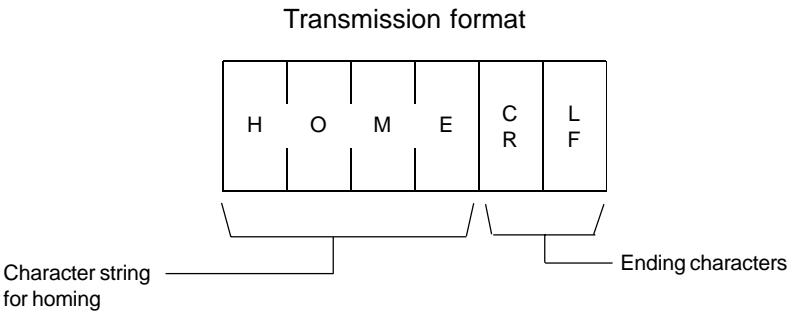 Transmission format
H O M E C L
R F
Character string
for homing
Ending characters